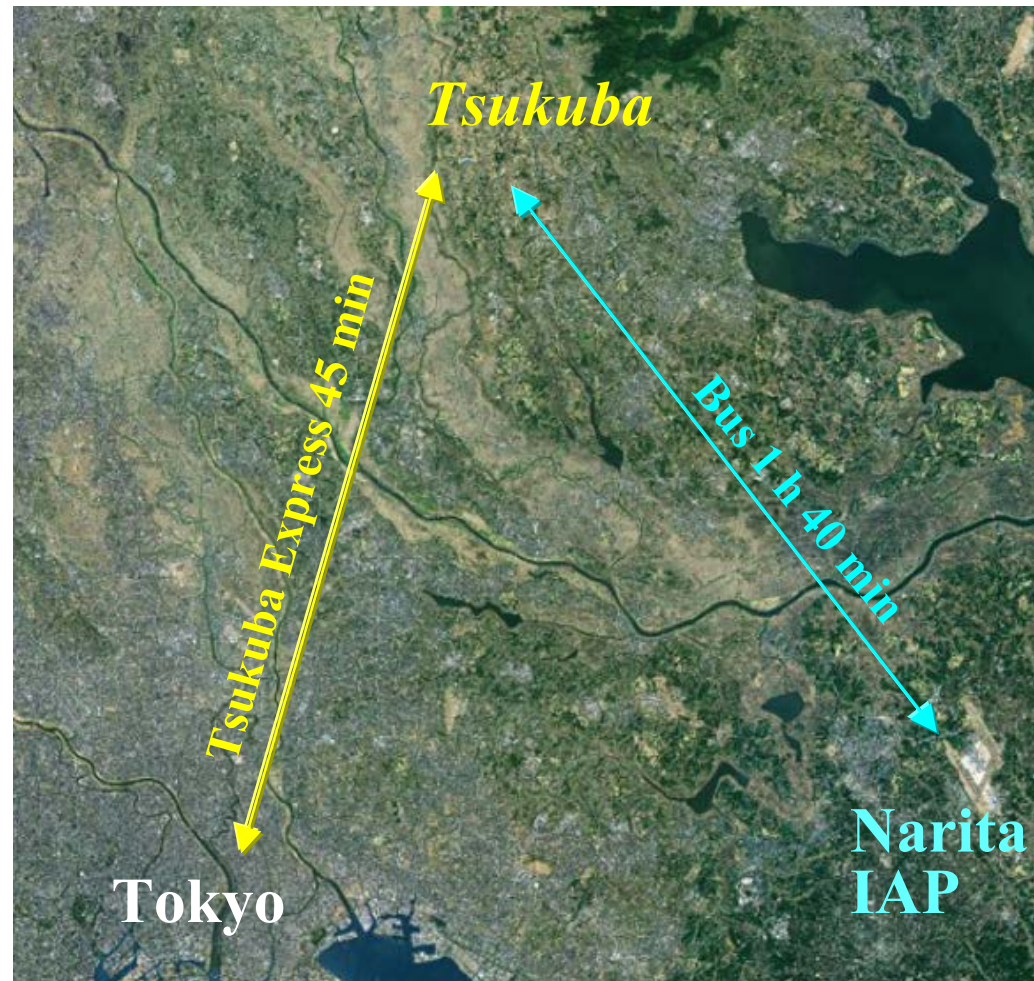 Tsukuba
Tsukuba Express 45 min
Bus 1 h 40 min
Narita
IAP
Tokyo